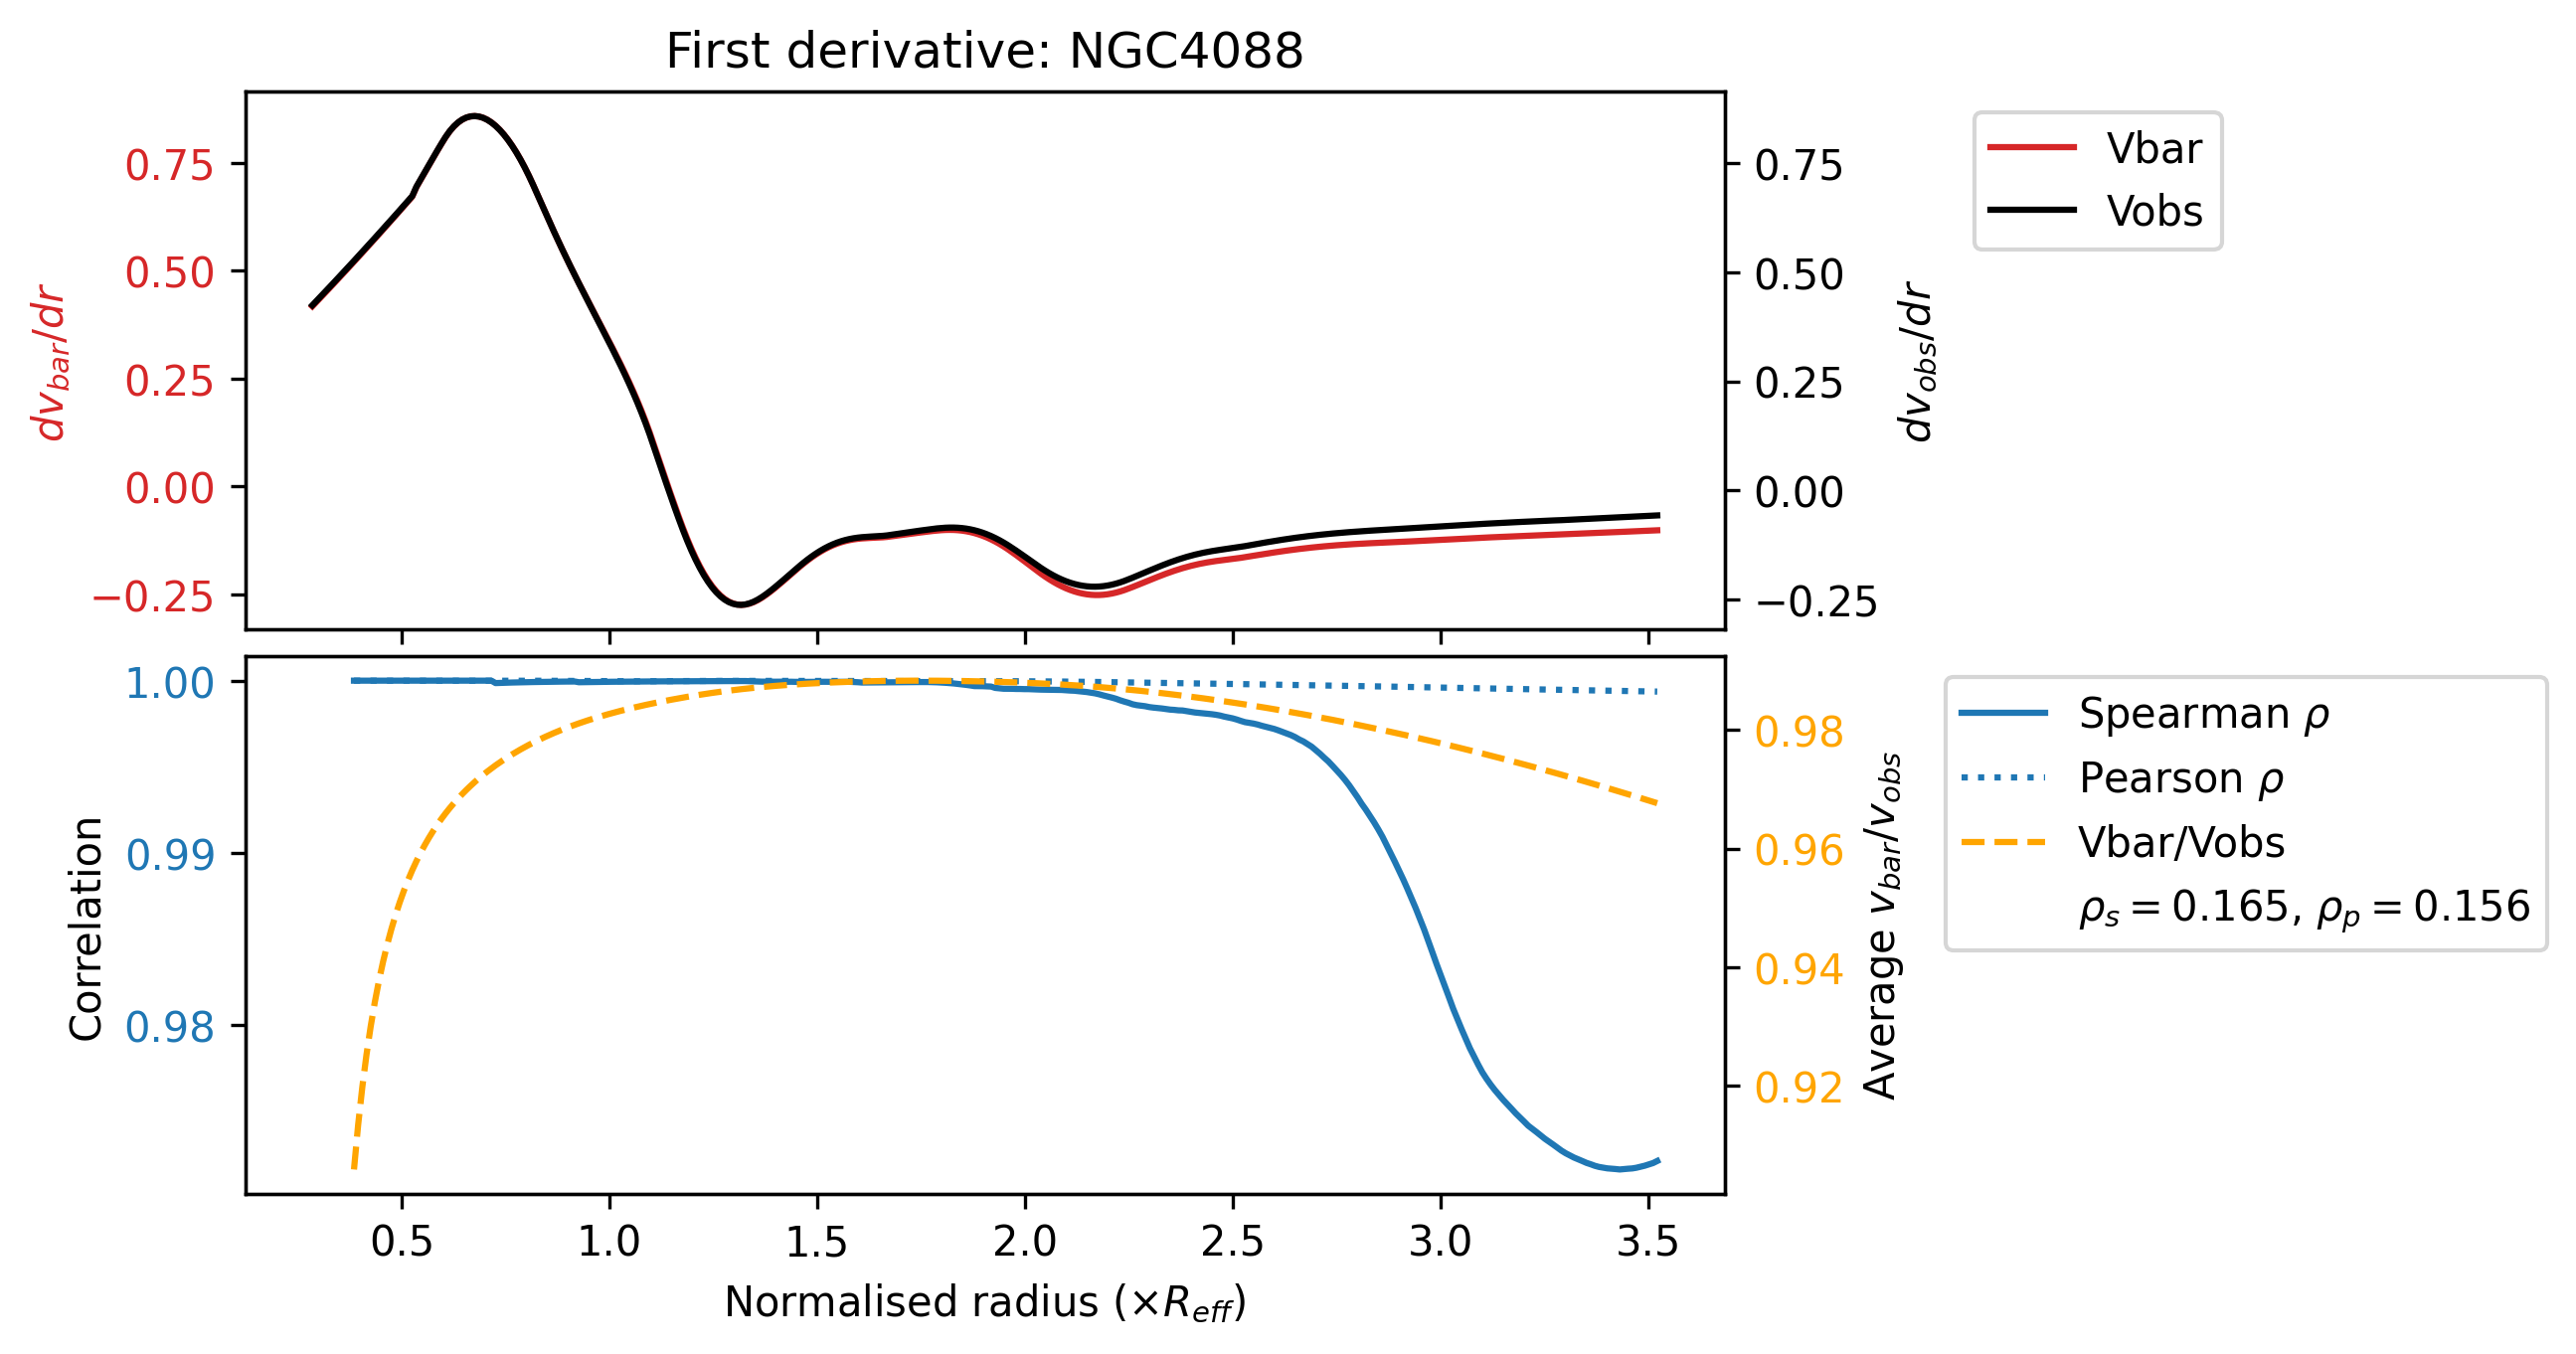 First derivative: NGC4088
0.75
0.50
0.25
0.00
−0.25
dv_bar/dr
0.75
0.50
0.25
0.00
−0.25
dv_obs/dr
Vbar
Vobs
1.00
0.99
0.98
Correlation
0.98
0.96
0.94
0.92
Average v_bar/v_obs
Spearman ρ
Pearson ρ
Vbar/Vobs
ρ_s = 0.165, ρ_p = 0.156
0.5 1.0 1.5 2.0 2.5 3.0 3.5
Normalised radius (×R_eff)